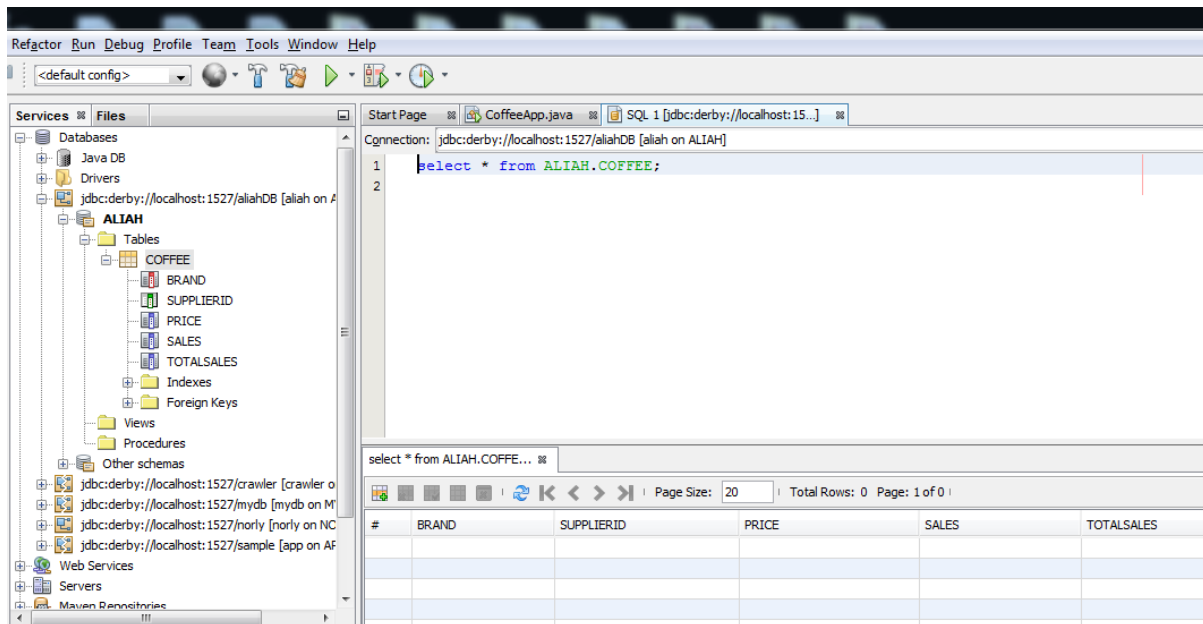 Refactor Run Debug Profile Team Tools Window Help
<default config>
Services Files
Databases
Java DB
Drivers
jdbc:derby://localhost:1527/aliahDB [aliah on A
ALIAH
Tables
COFFEE
BRAND
SUPPLIERID
PRICE
SALES
TOTALSALES
Indexes
Foreign Keys
Views
Procedures
Other schemas
jdbc:derby://localhost:1527/crawler [crawler o
jdbc:derby://localhost:1527/mydb [mydb on M
jdbc:derby://localhost:1527/norly [norly on NO
jdbc:derby://localhost:1527/sample [app on AP
Web Services
Servers
Maven Repositories
Start Page CoffeeApp.java SQL 1 [jdbc:derby://localhost:15...]
Connection: jdbc:derby://localhost:1527/aliahDB [aliah on ALIAH]
1 select * from ALIAH.COFFEE;
2
select * from ALIAH.COFFE...
Page Size: 20 Total Rows: 0 Page: 1 of 0
# BRAND SUPPLIERID PRICE SALES TOTALSALES